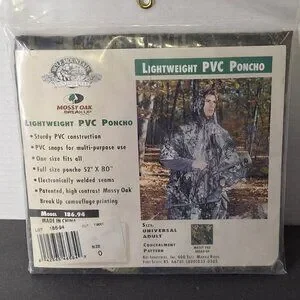 MOSSY OAK
LIGHTWEIGHT PVC PONCHO
• Sturdy PVC construction
• PVC snaps for multi-purpose use
• One size fits all
• Full size poncho 52" X 80"
• Electronically welded seams
• Patented, high contrast Mossy Oak
Break Up camouflage printing
MODEL 186.94
MADE IN CHINA
LIGHTWEIGHT PVC PONCHO
SIZE:
UNIVERSAL
ADULT
CONCEALMENT
PATTERN
MOSSY OAK
BREAK-UP